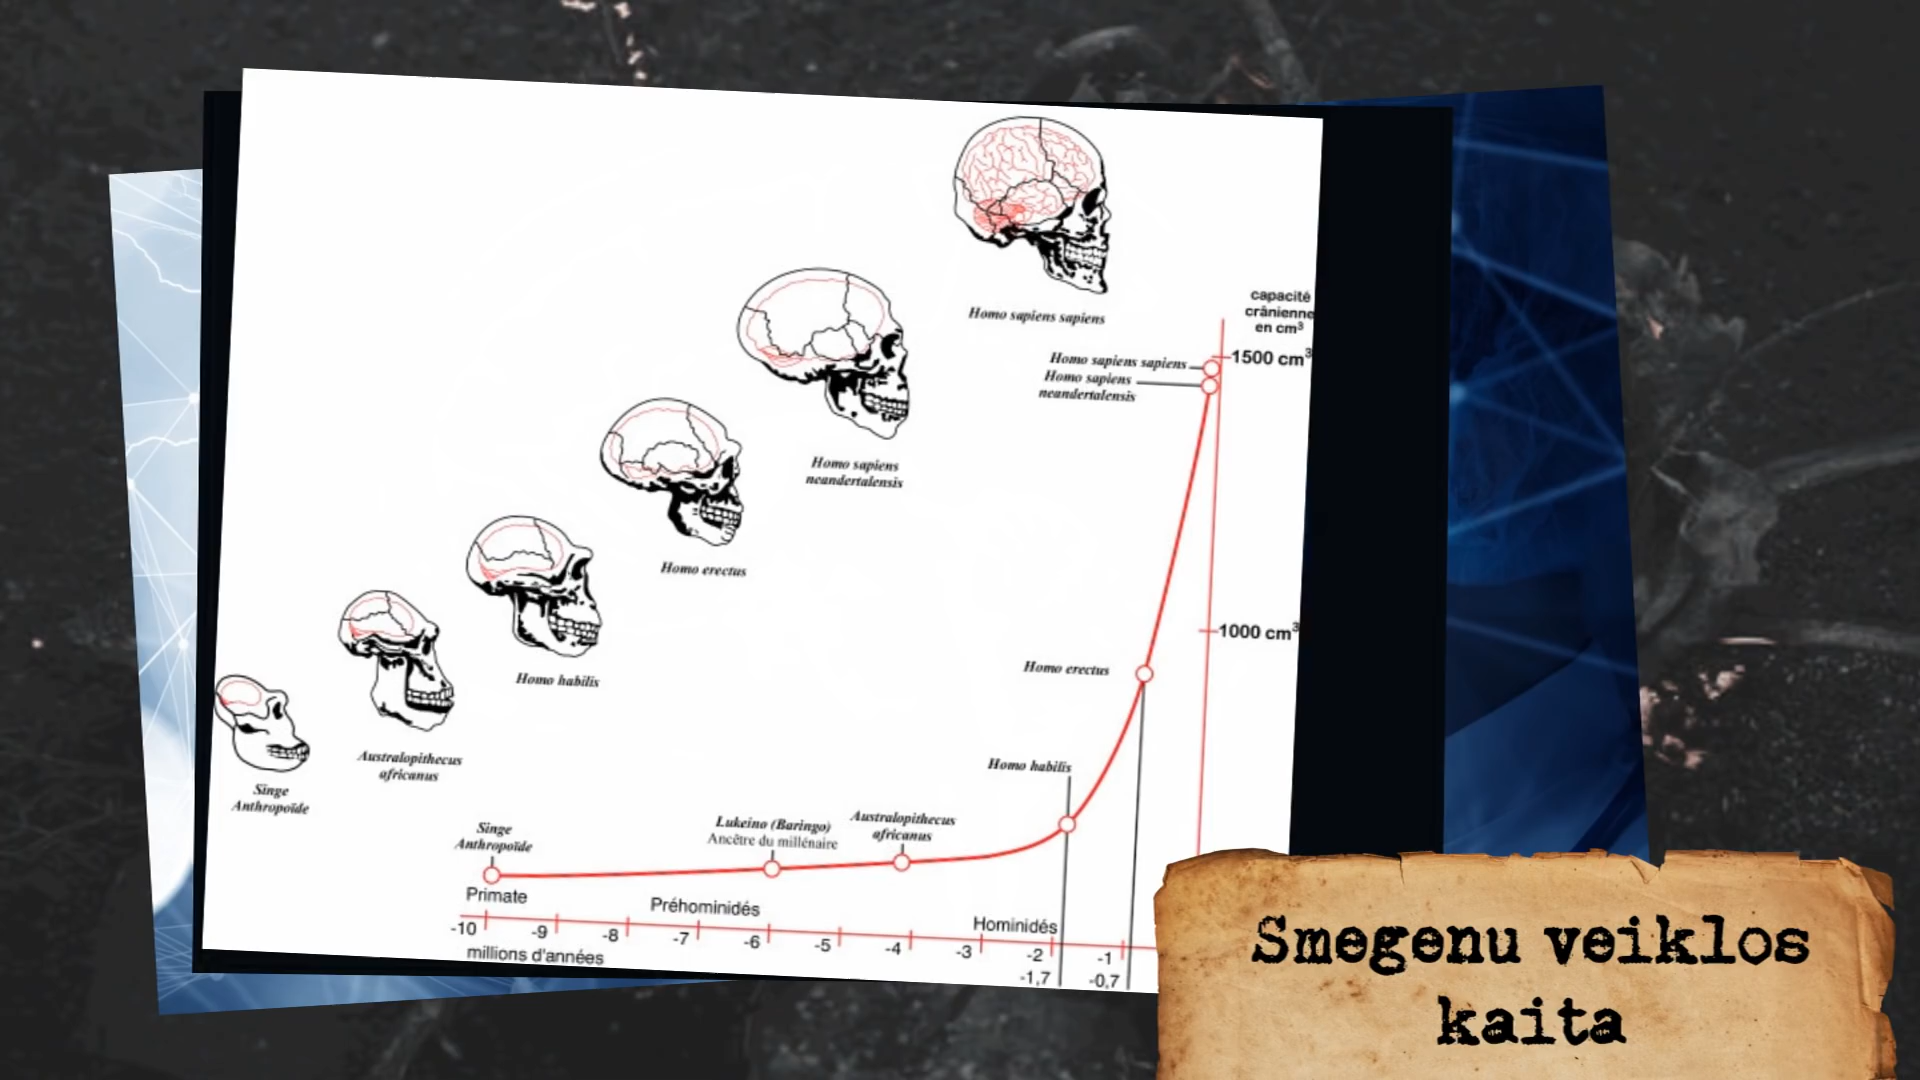 Homo sapiens sapiens
Homo sapiens
neandertalensis
Homo erectus
Homo habilis
Australopithecus
africanus
Singe
Anthropoïde
capacité
crânienne
en cm³
1500 cm³
Homo sapiens sapiens
Homo sapiens
neandertalensis
1000 cm³
Homo erectus
Homo habilis
Australopithecus
africanus
Lukeino (Baringo)
Ancêtre du millénaire
Singe
Anthropoïde
Primate
Préhominidés
Hominidés
-10 -9 -8 -7 -6 -5 -4 -3 -2 -1
millions d'années
-1,7 -0,7
Smegenu veiklos
kaita